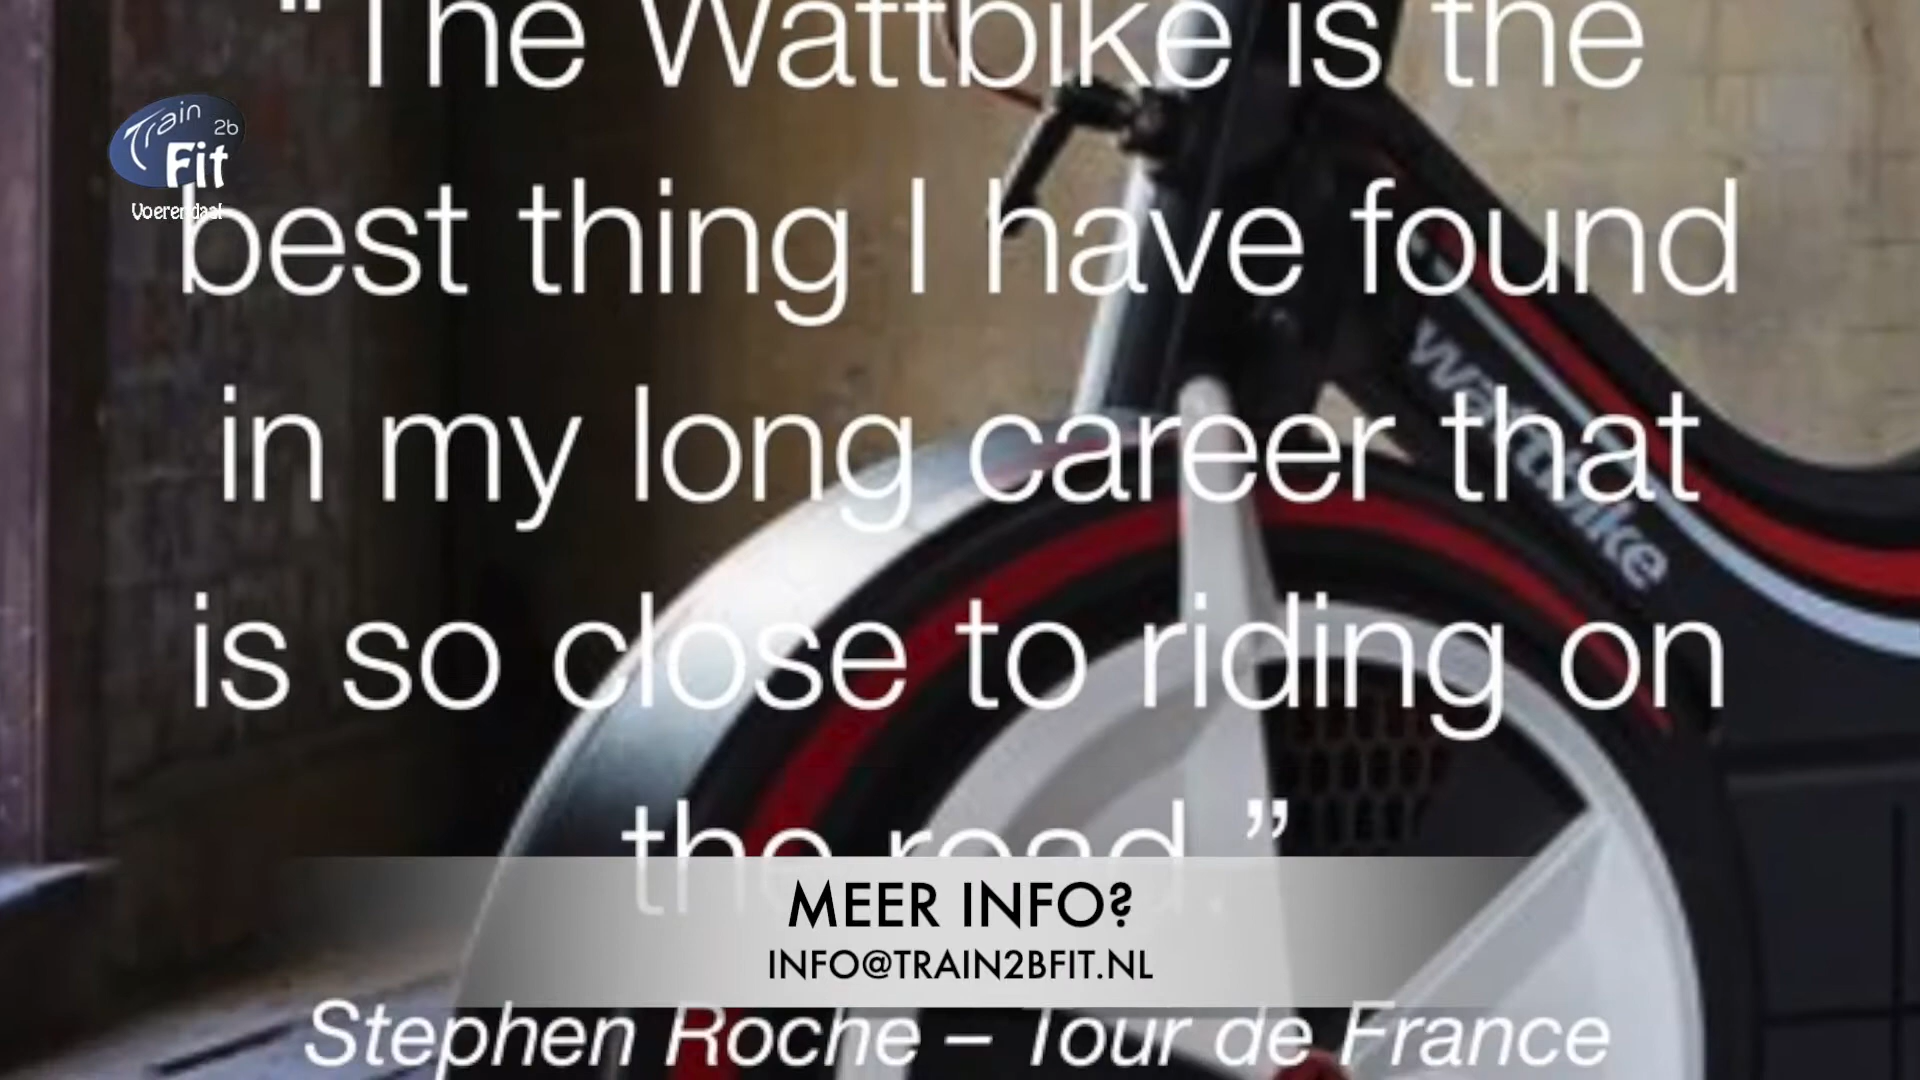 “The Wattbike is the
Train
2b
Fit
Voerendaal
best thing I have found
in my long career that
wattbike
is so close to riding on
the road.”
MEER INFO?
INFO@TRAIN2BFIT.NL
Stephen Roche – Tour de France